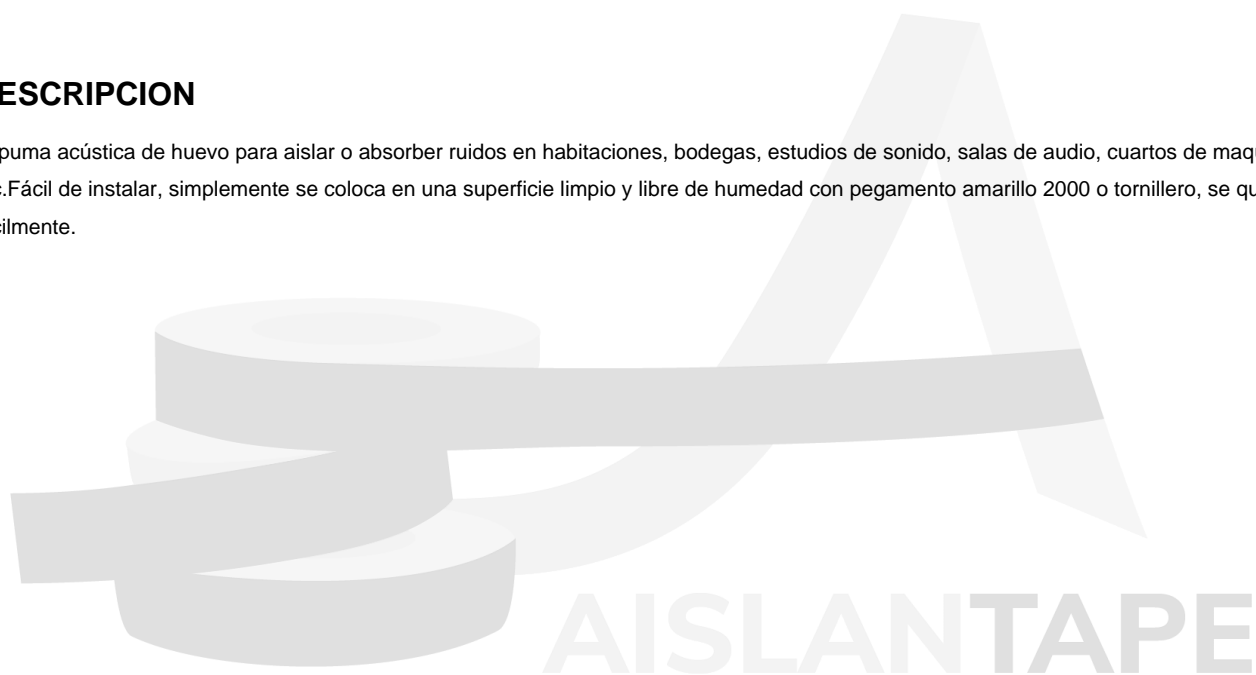 ESCRIPCION
puma acústica de huevo para aislar o absorber ruidos en habitaciones, bodegas, estudios de sonido, salas de audio, cuartos de maqu
c.Fácil de instalar, simplemente se coloca en una superficie limpio y libre de humedad con pegamento amarillo 2000 o tornillero, se qu
cilmente.
AISLANTAPE